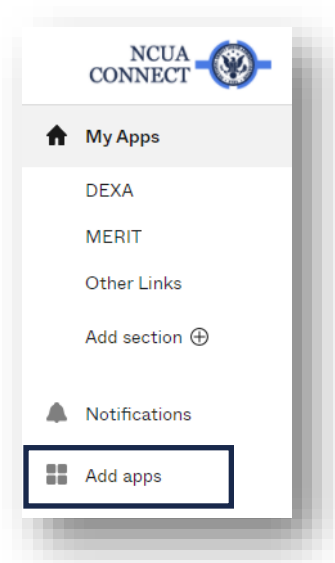 NCUA
CONNECT
My Apps
DEXA
MERIT
Other Links
Add section
Notifications
Add apps